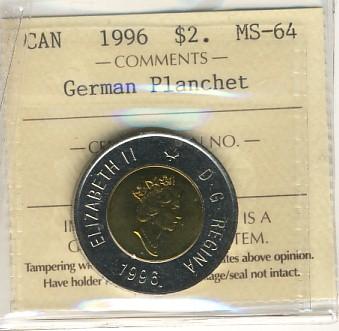 CAN 1996 $2. MS-64
— COMMENTS —
German Planchet
NO. —
ELIZABETH II D·G·REGINA
1996
IS A
TEM.
Tampering above opinion.
Have holder age/seal not intact.